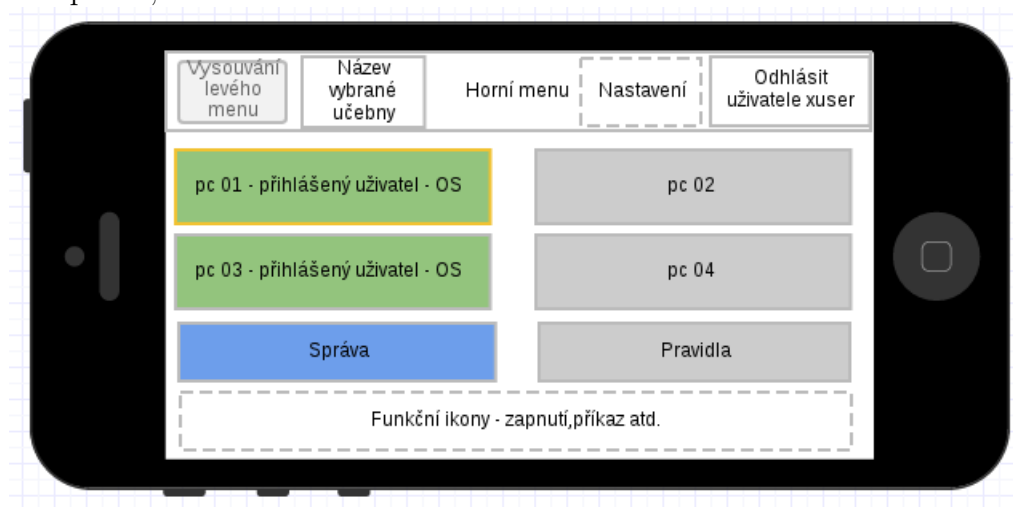 Vysouvání
levého
menu
Název
vybrané
učebny
Horní menu
Nastavení
Odhlásit
uživatele xuser
pc 01 - přihlášený uživatel - OS
pc 02
pc 03 - přihlášený uživatel - OS
pc 04
Správa
Pravidla
Funkční ikony - zapnutí,příkaz atd.